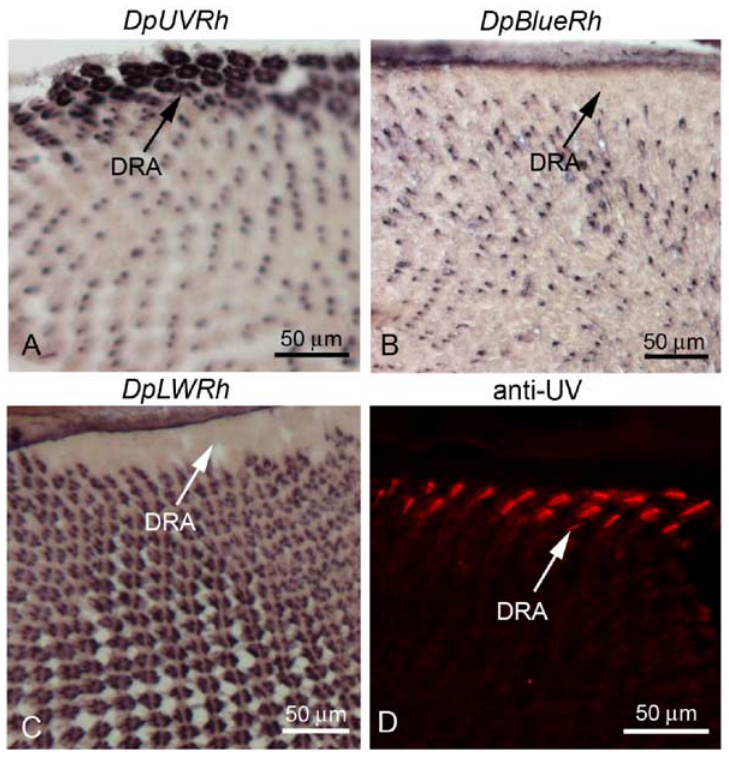 DpUVRh
DpBlueRh
DRA
A
50 μm
DRA
B
50 μm
DpLWRh
anti-UV
DRA
C
50 μm
DRA
D
50 μm